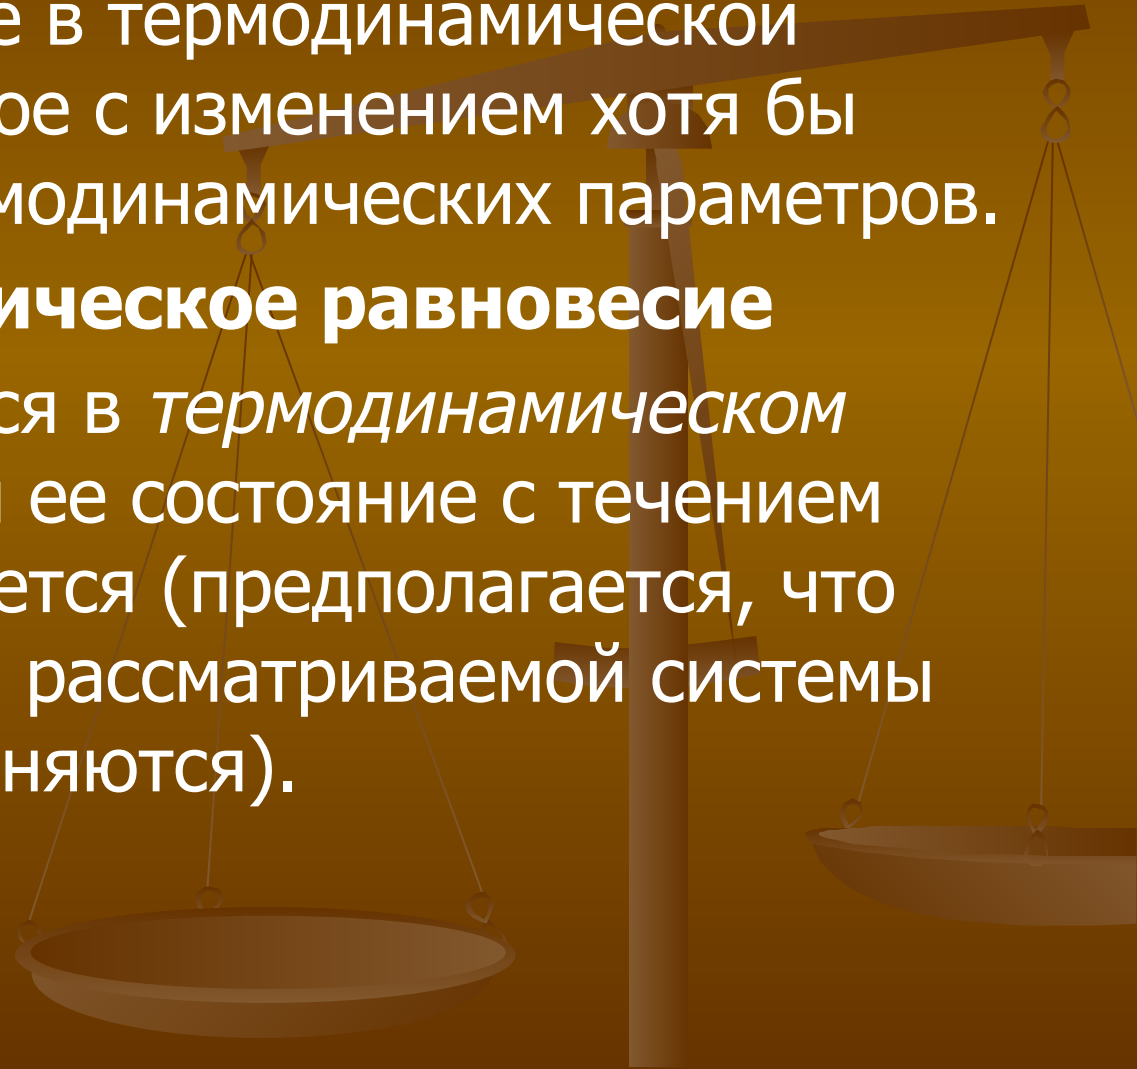 е в термодинамической
ое с изменением хотя бы
модинамических параметров.
ическое равновесие
ся в термодинамическом
ее состояние с течением
ется (предполагается, что
рассматриваемой системы
няются).